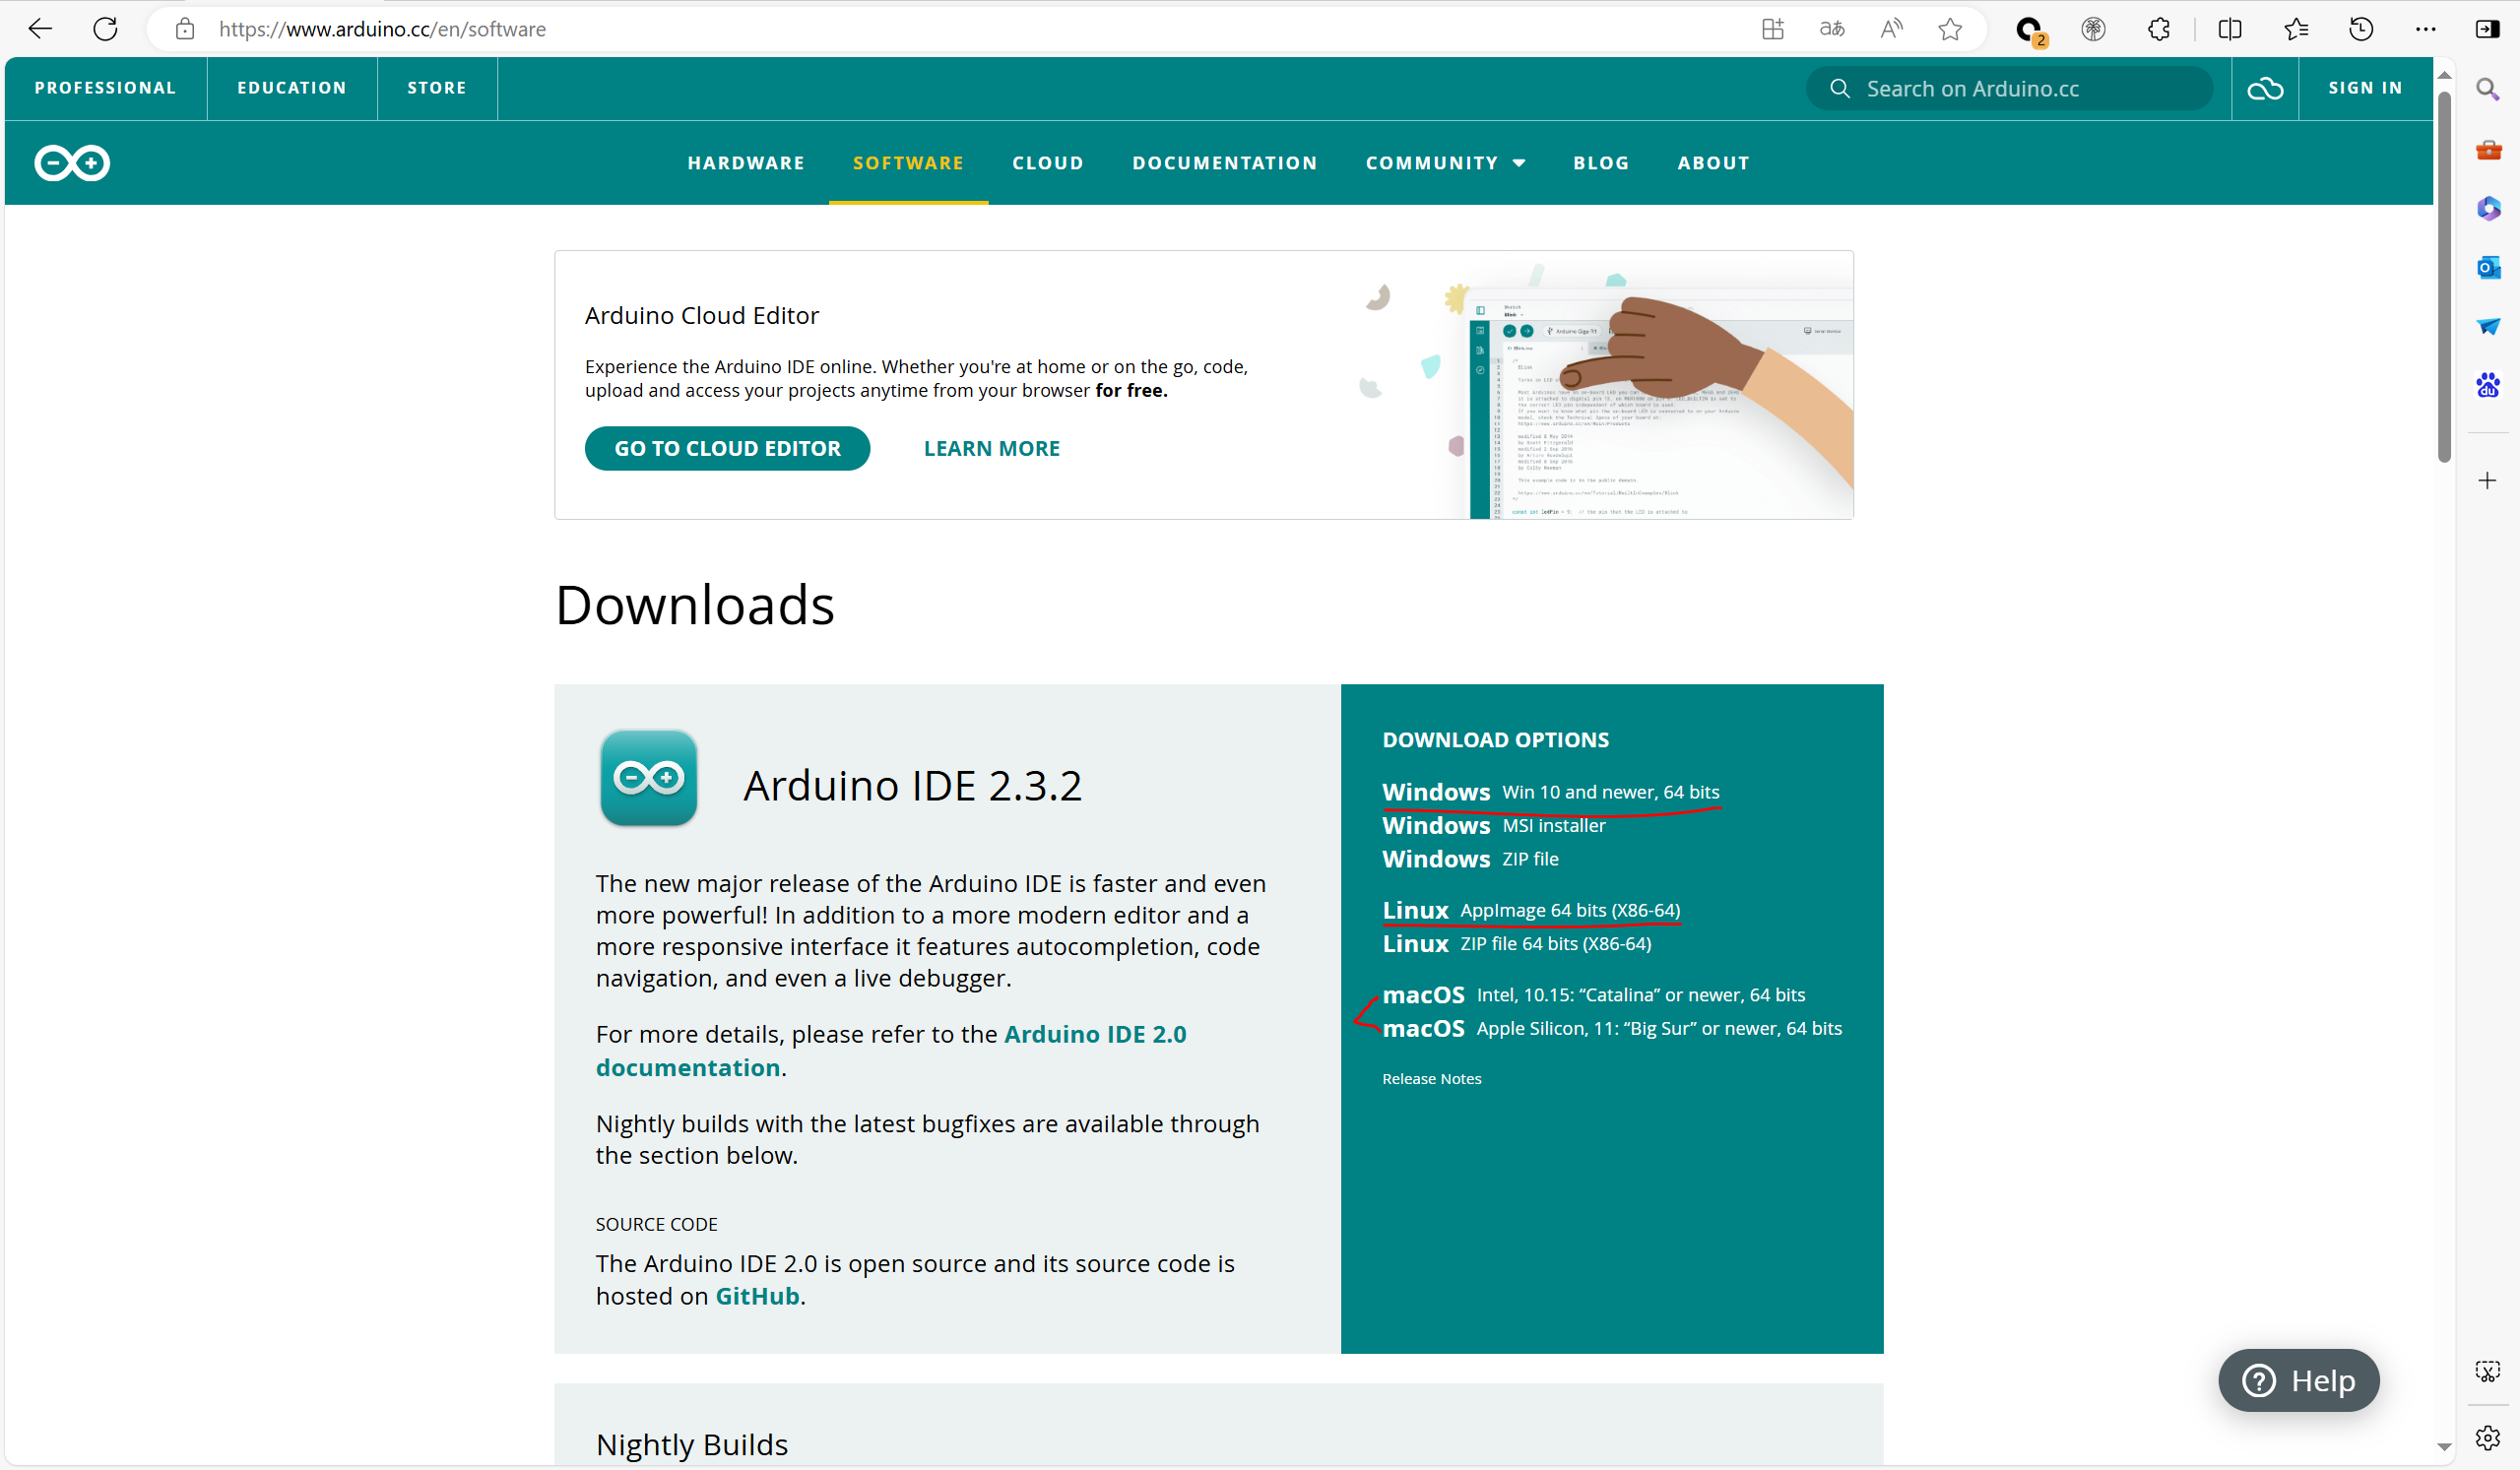 https://www.arduino.cc/en/software
2
PROFESSIONAL
EDUCATION
STORE
Search on Arduino.cc
SIGN IN
HARDWARE
SOFTWARE
CLOUD
DOCUMENTATION
COMMUNITY
BLOG
ABOUT
Arduino Cloud Editor
Experience the Arduino IDE online. Whether you're at home or on the go, code,
upload and access your projects anytime from your browser for free.
GO TO CLOUD EDITOR
LEARN MORE
Downloads
Arduino IDE 2.3.2
The new major release of the Arduino IDE is faster and even
more powerful! In addition to a more modern editor and a
more responsive interface it features autocompletion, code
navigation, and even a live debugger.
For more details, please refer to the Arduino IDE 2.0
documentation.
Nightly builds with the latest bugfixes are available through
the section below.
SOURCE CODE
The Arduino IDE 2.0 is open source and its source code is
hosted on GitHub.
DOWNLOAD OPTIONS
Windows Win 10 and newer, 64 bits
Windows MSI installer
Windows ZIP file
Linux AppImage 64 bits (X86-64)
Linux ZIP file 64 bits (X86-64)
macOS Intel, 10.15: “Catalina” or newer, 64 bits
macOS Apple Silicon, 11: “Big Sur” or newer, 64 bits
Release Notes
Help
Nightly Builds